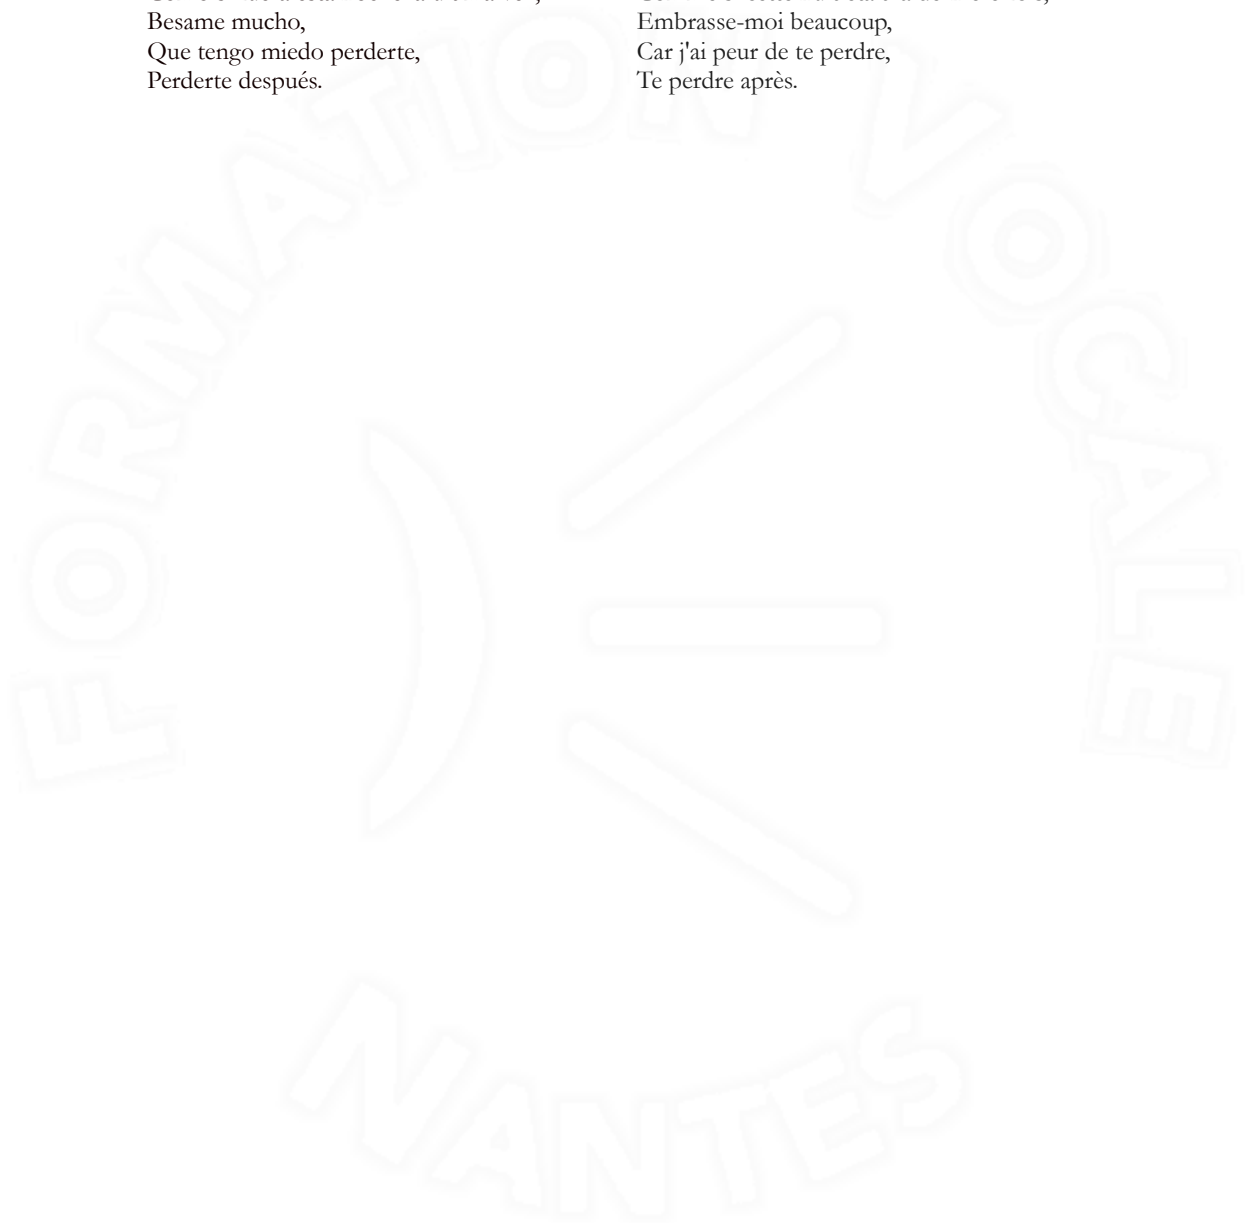 Besame mucho,
Que tengo miedo perderte,
Perderte después.
Embrasse-moi beaucoup,
Car j'ai peur de te perdre,
Te perdre après.
FORMATION VOCALE
NANTES